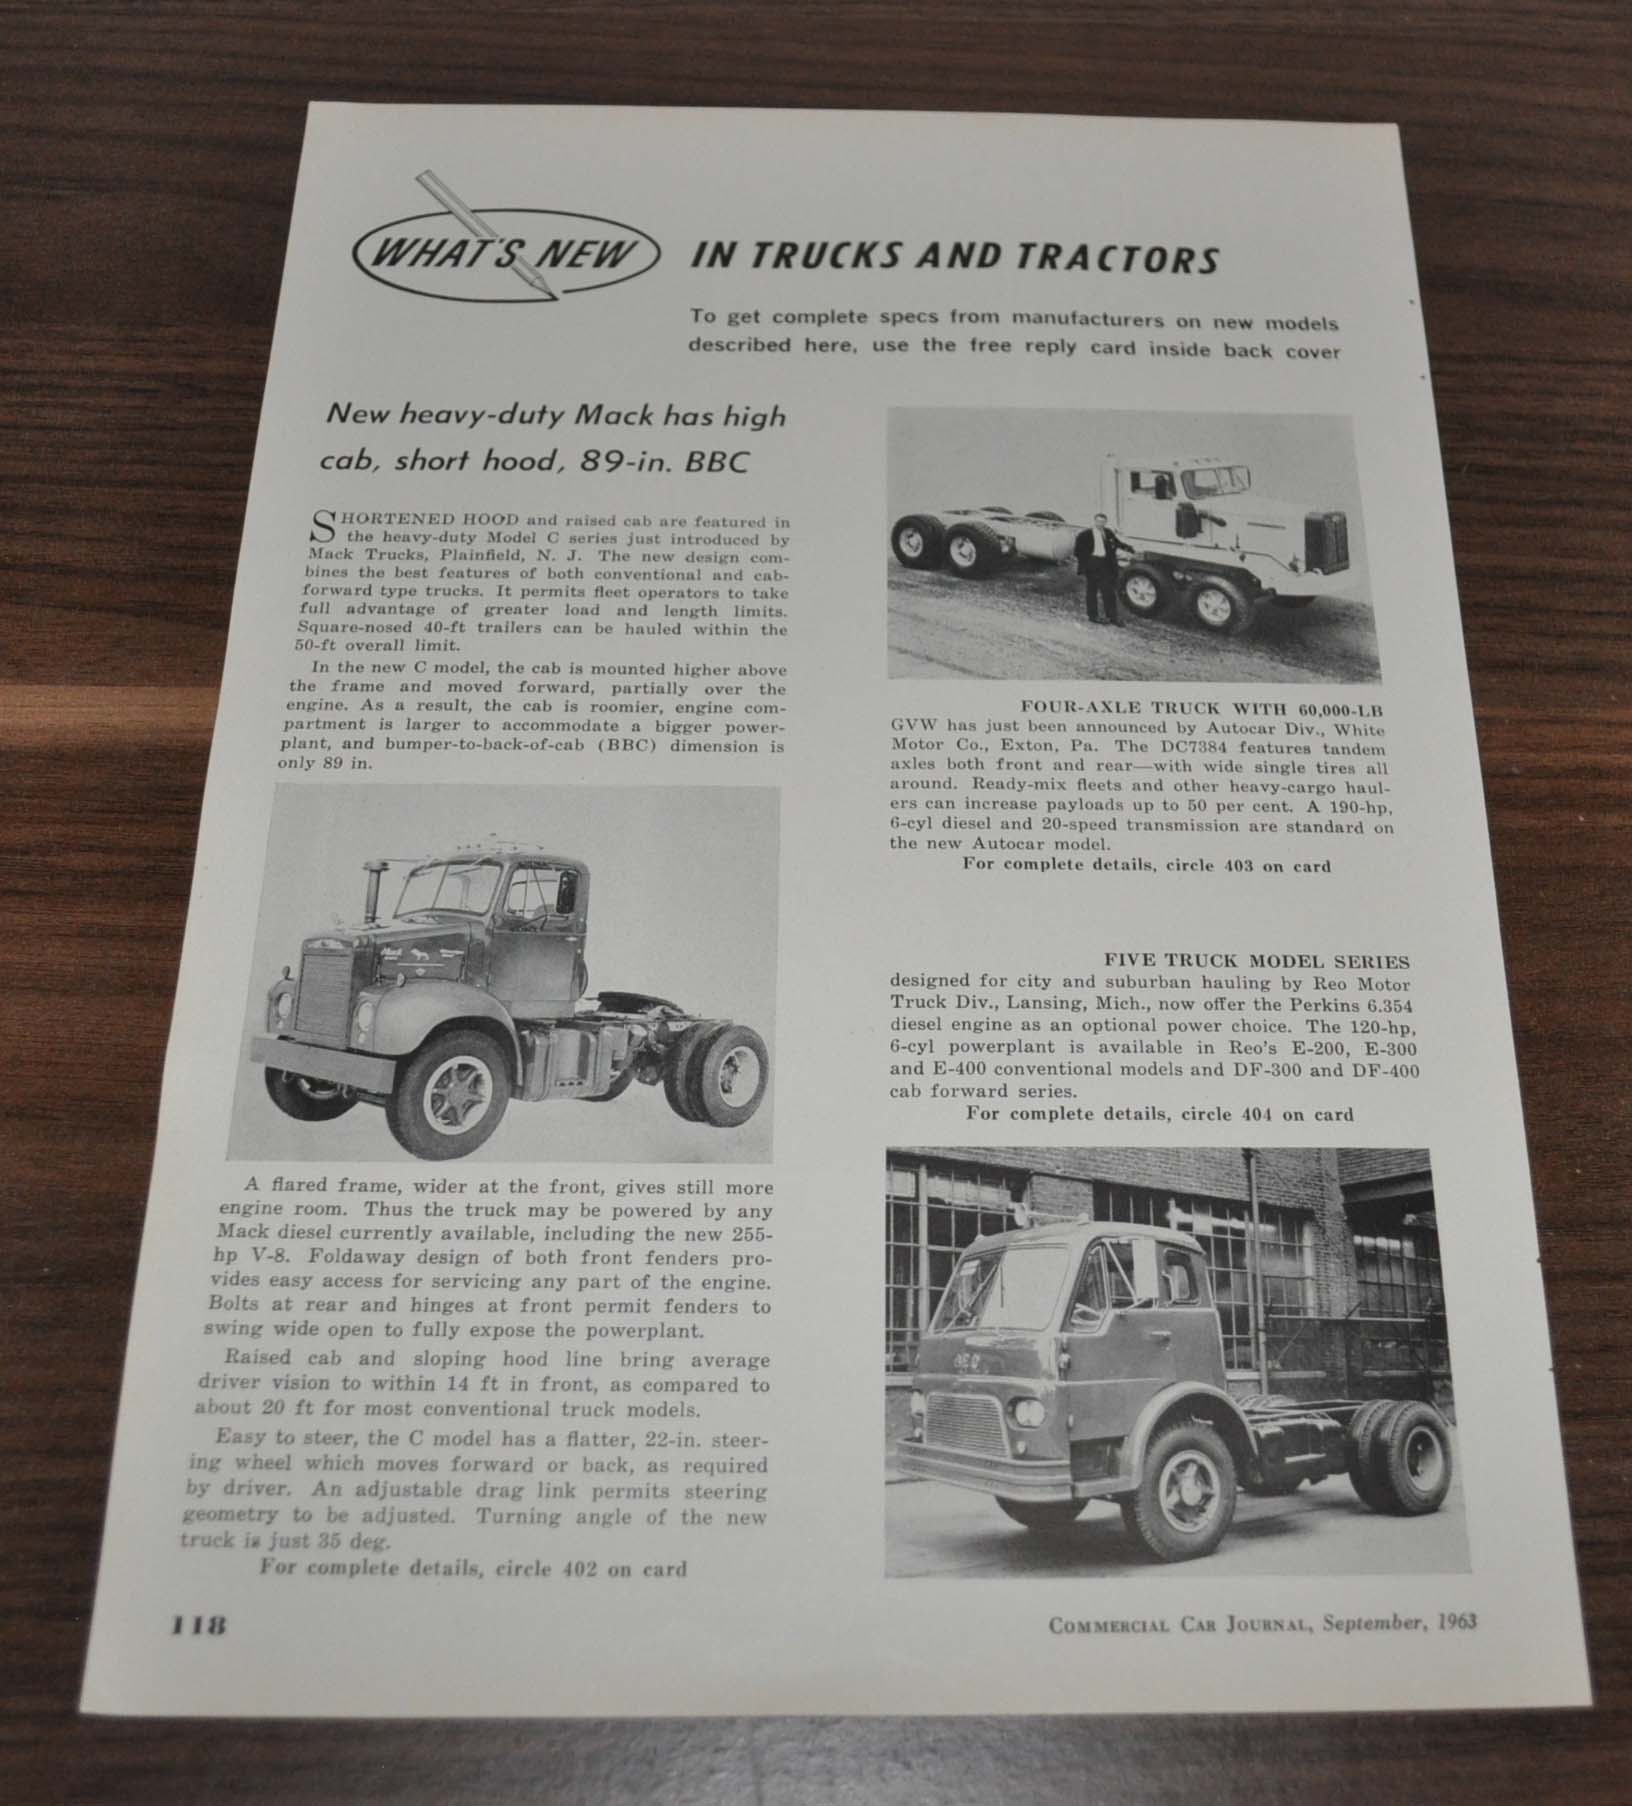 WHAT'S NEW
IN TRUCKS AND TRACTORS
To get complete specs from manufacturers on new models
described here, use the free reply card inside back cover
New heavy-duty Mack has high
cab, short hood, 89-in. BBC
SHORTENED HOOD and raised cab are featured in
the heavy-duty Model C series just introduced by
Mack Trucks, Plainfield, N. J. The new design com-
bines the best features of both conventional and cab-
forward type trucks. It permits fleet operators to take
full advantage of greater load and length limits.
Square-nosed 40-ft trailers can be hauled within the
50-ft overall limit.
In the new C model, the cab is mounted higher above
the frame and moved forward, partially over the
engine. As a result, the cab is roomier, engine com-
partment is larger to accommodate a bigger power-
plant, and bumper-to-back-of-cab (BBC) dimension is
only 89 in.
Mack
A flared frame, wider at the front, gives still more
engine room. Thus the truck may be powered by any
Mack diesel currently available, including the new 255-
hp V-8. Foldaway design of both front fenders pro-
vides easy access for servicing any part of the engine.
Bolts at rear and hinges at front permit fenders to
swing wide open to fully expose the powerplant.
Raised cab and sloping hood line bring average
driver vision to within 14 ft in front, as compared to
about 20 ft for most conventional truck models.
Easy to steer, the C model has a flatter, 22-in. steer-
ing wheel which moves forward or back, as required
by driver. An adjustable drag link permits steering
geometry to be adjusted. Turning angle of the new
truck is just 35 deg.
For complete details, circle 402 on card
FOUR-AXLE TRUCK WITH 60,000-LB
GVW has just been announced by Autocar Div., White
Motor Co., Exton, Pa. The DC7384 features tandem
axles both front and rear—with wide single tires all
around. Ready-mix fleets and other heavy-cargo haul-
ers can increase payloads up to 50 per cent. A 190-hp,
6-cyl diesel and 20-speed transmission are standard on
the new Autocar model.
For complete details, circle 403 on card
FIVE TRUCK MODEL SERIES
designed for city and suburban hauling by Reo Motor
Truck Div., Lansing, Mich., now offer the Perkins 6.354
diesel engine as an optional power choice. The 120-hp,
6-cyl powerplant is available in Reo's E-200, E-300
and E-400 conventional models and DF-300 and DF-400
cab forward series.
For complete details, circle 404 on card
REO
118
COMMERCIAL CAR JOURNAL, September, 1963